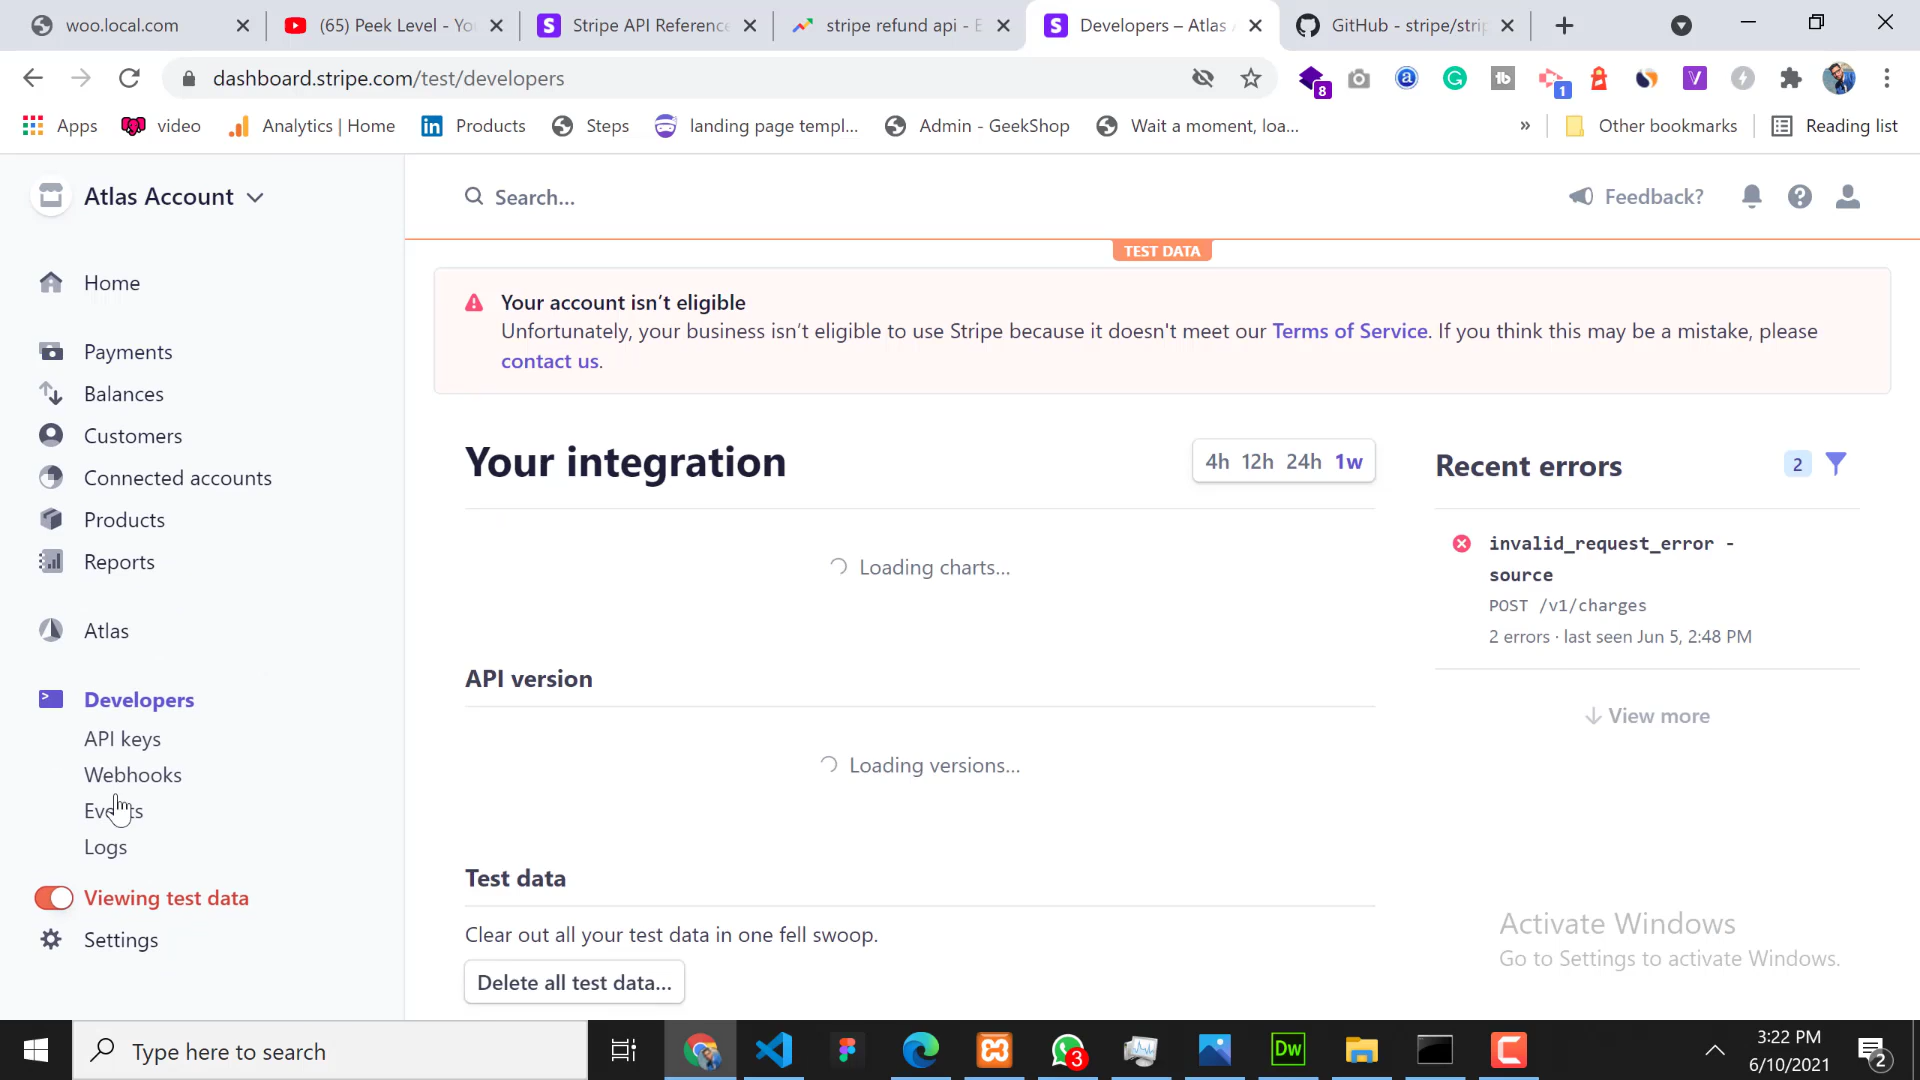 woo.local.com
(65) Peek Level - Yo
Stripe API Reference
stripe refund api - E
Developers – Atlas
GitHub - stripe/strip
dashboard.stripe.com/test/developers
8
1
Apps
video
Analytics | Home
Products
Steps
landing page templ...
Admin - GeekShop
Wait a moment, loa...
»
Other bookmarks
Reading list
Atlas Account
Search...
Feedback?
TEST DATA
Home
Payments
Balances
Customers
Connected accounts
Products
Reports
Atlas
Developers
API keys
Webhooks
Events
Logs
Viewing test data
Settings
Your account isn’t eligible
Unfortunately, your business isn’t eligible to use Stripe because it doesn't meet our Terms of Service. If you think this may be a mistake, please
contact us.
Your integration
4h 12h 24h 1w
Loading charts...
API version
Loading versions...
Test data
Clear out all your test data in one fell swoop.
Delete all test data...
Recent errors
2
invalid_request_error -
source
POST /v1/charges
2 errors · last seen Jun 5, 2:48 PM
View more
Activate Windows
Go to Settings to activate Windows.
Type here to search
3
Dw
3:22 PM
6/10/2021
2